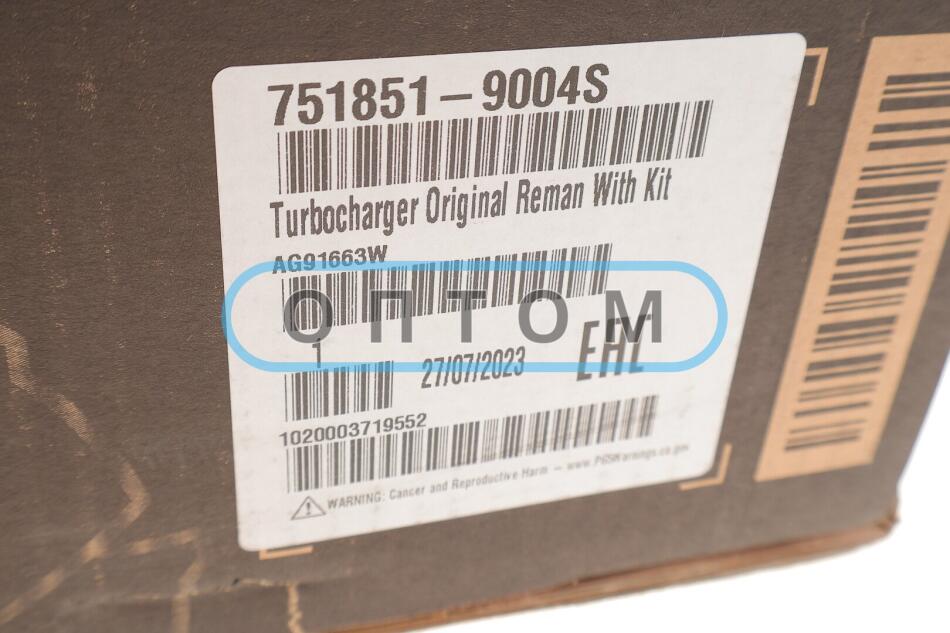 751851-9004S
Turbocharger Original Reman With Kit
AG91663W
ОПТОМ
1
27/07/2023
EAC
1020003719552
WARNING: Cancer and Reproductive Harm – www.P65Warnings.ca.gov